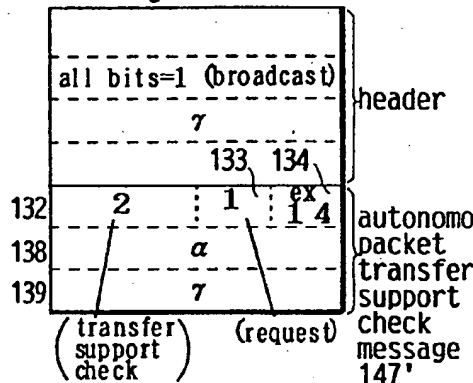 all bits=1 (broadcast)
γ
header
133 134
132 2 1 ex 1 4
138 α
139 γ
autonomo
packet
transfer
support
check
message
147'
(transfer support check)
(request)